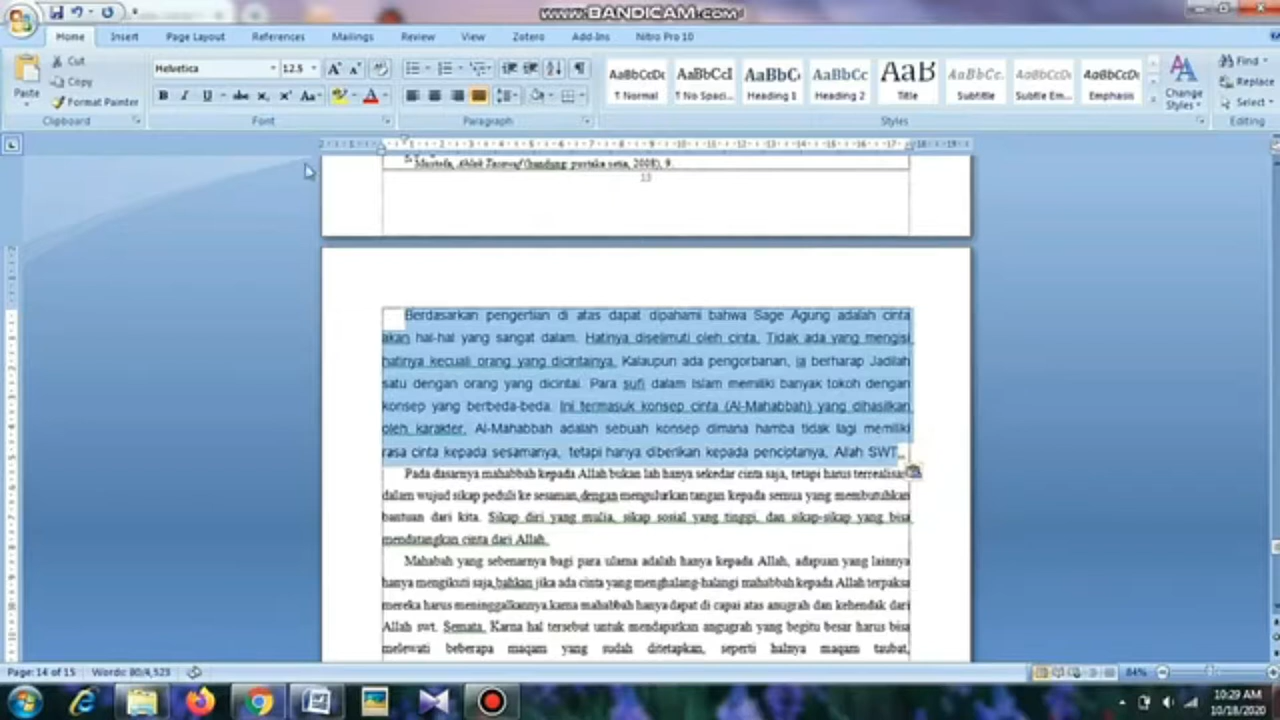 www.BANDICAM.com
Home Insert Page Layout References Mailings Review View Zotero Add-Ins Nitro Pro 10
Paste Cut Copy Format Painter
Helvetica 12.5
AaBbCcDc AaBbCcI AaBbC AaBbCc AaB AaBbCc. AaBbCcDc AaBbCcDc
¶ Normal ¶ No Spaci... Heading 1 Heading 2 Title Subtitle Subtle Em... Emphasis
Change Styles
Find Replace Select
Clipboard Font Paragraph Styles Editing
Mustofa, Akhlak Tasawuf (bandung: pustaka setia, 2008), 9.
13
Berdasarkan pengertian di atas dapat dipahami bahwa Sage Agung adalah cinta
akan hal-hal yang sangat dalam. Hatinya diselimuti oleh cinta. Tidak ada yang mengisi
hatinya kecuali orang yang dicintainya. Kalaupun ada pengorbanan, ia berharap Jadilah
satu dengan orang yang dicintai. Para sufi dalam Islam memiliki banyak tokoh dengan
konsep yang berbeda-beda. Ini termasuk konsep cinta (Al-Mahabbah) yang dihasilkan
oleh karakter. Al-Mahabbah adalah sebuah konsep dimana hamba tidak lagi memiliki
rasa cinta kepada sesamanya, tetapi hanya diberikan kepada penciptanya, Allah SWT.
Pada dasarnya mahabbah kepada Allah bukan lah hanya sekedar cinta saja, tetapi harus terrealisasi
dalam wujud sikap peduli ke sesaman,dengan mengulurkan tangan kepada semua yang membutuhkan
bantuan dari kita. Sikap diri yang mulia, sikap sosial yang tinggi, dan sikap-sikap yang bisa
mendatangkan cinta dari Allah.
Mahabah yang sebenarnya bagi para ulama adalah hanya kepada Allah, adapuan yang lainnya
hanya mengikuti saja,bahkan jika ada cinta yang menghalang-halangi mahabbah kepada Allah terpaksa
mereka harus meninggalkannya.karna mahabbah hanya dapat di capai atas anugrah dan kehendak dari
Allah swt. Semata. Karna hal tersebut untuk mendapatkan angugrah yang begitu besar harus bisa
melewati beberapa maqam yang sudah ditetapkan, seperti halnya maqam taubat,
Page: 14 of 15 Words: 80/4,523 84%
10:29 AM
10/18/2020